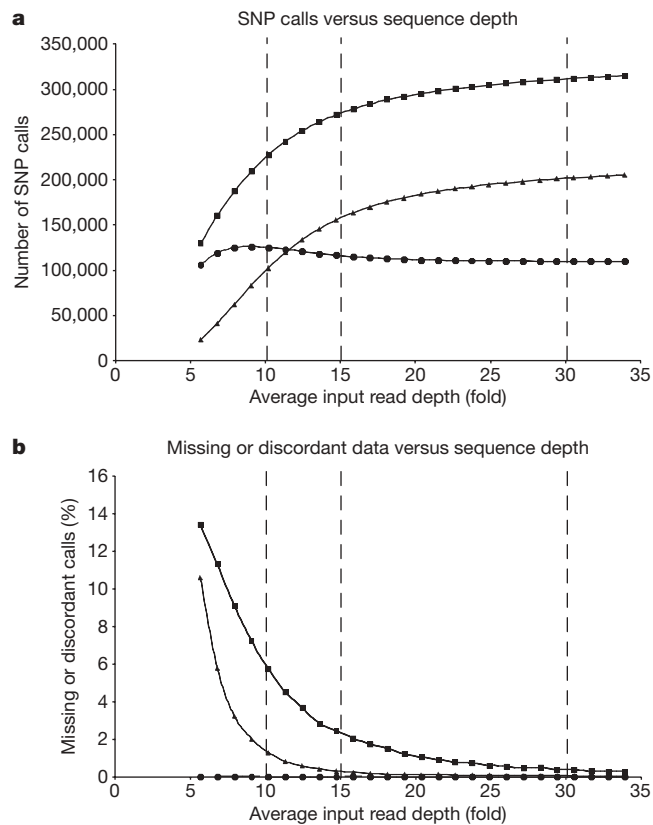 a
SNP calls versus sequence depth
Number of SNP calls
350,000
300,000
250,000
200,000
150,000
100,000
50,000
0
0 5 10 15 20 25 30 35
Average input read depth (fold)
b
Missing or discordant data versus sequence depth
Missing or discordant calls (%)
16
14
12
10
8
6
4
2
0
0 5 10 15 20 25 30 35
Average input read depth (fold)